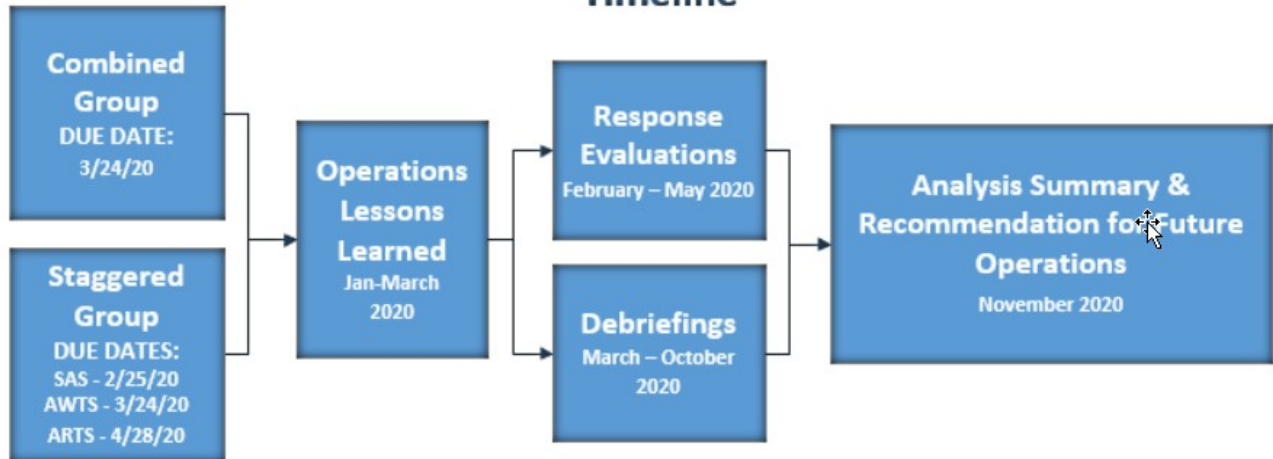 Timeline
Combined
Group
DUE DATE:
3/24/20
Staggered
Group
DUE DATES:
SAS - 2/25/20
AWTS - 3/24/20
ARTS - 4/28/20
Operations
Lessons
Learned
Jan-March
2020
Response
Evaluations
February – May 2020
Debriefings
March – October
2020
Analysis Summary &
Recommendation for Future
Operations
November 2020